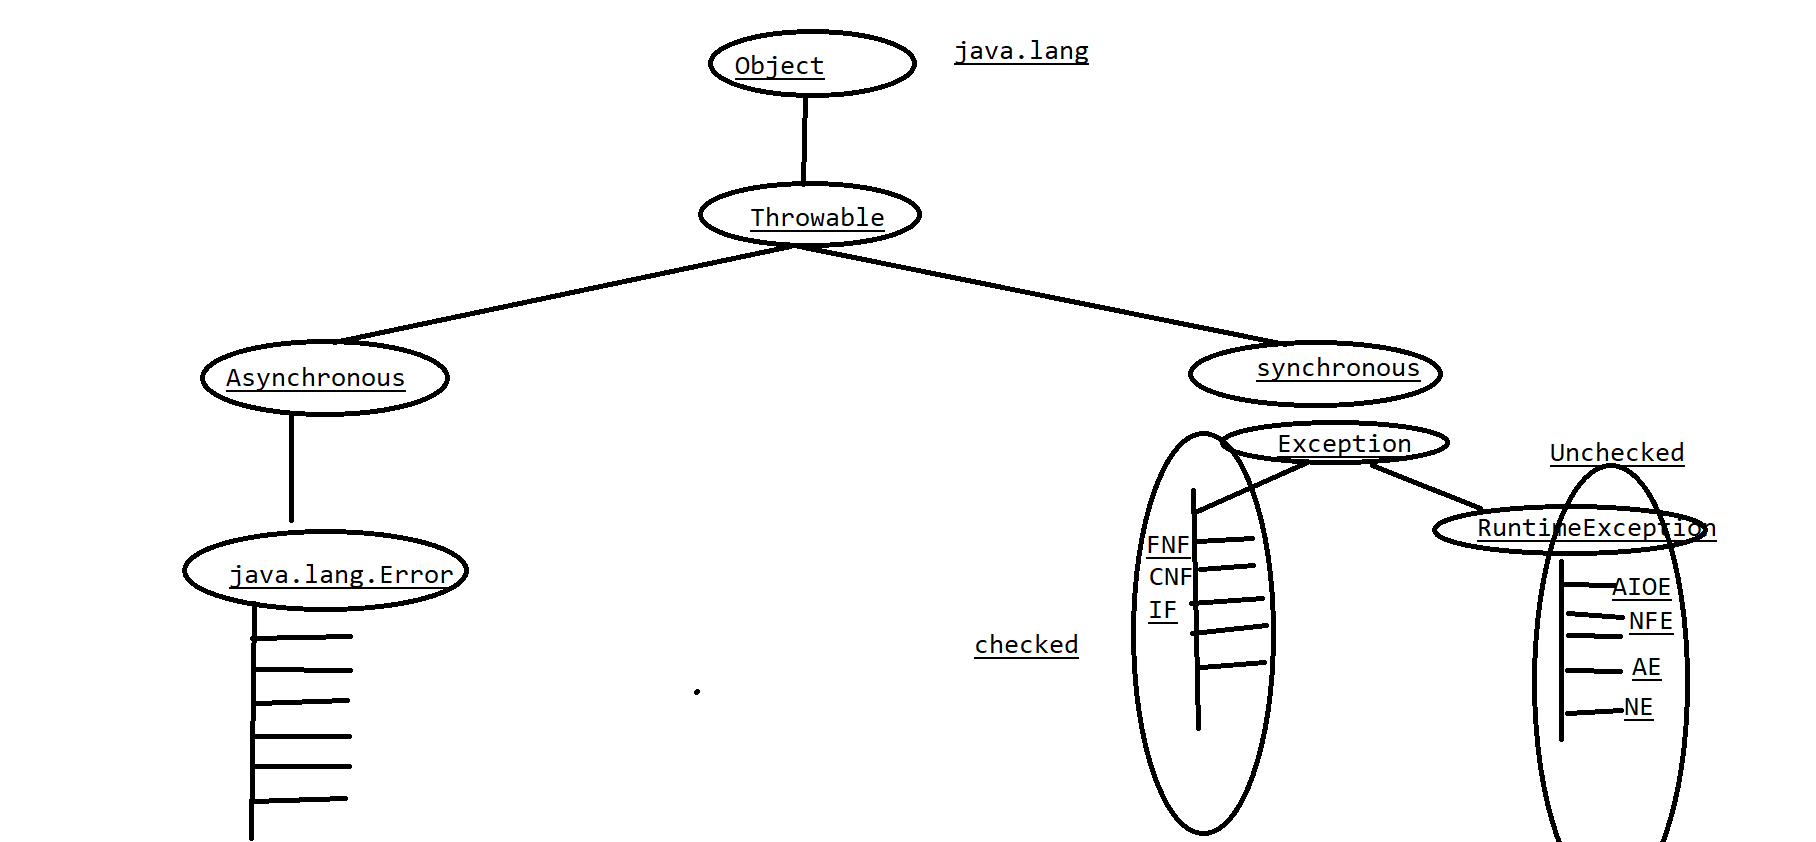 Object
java.lang
Throwable
Asynchronous
synchronous
Exception
Unchecked
RuntimeException
java.lang.Error
FNF
CNF
IF
checked
AIOE
NFE
AE
NE